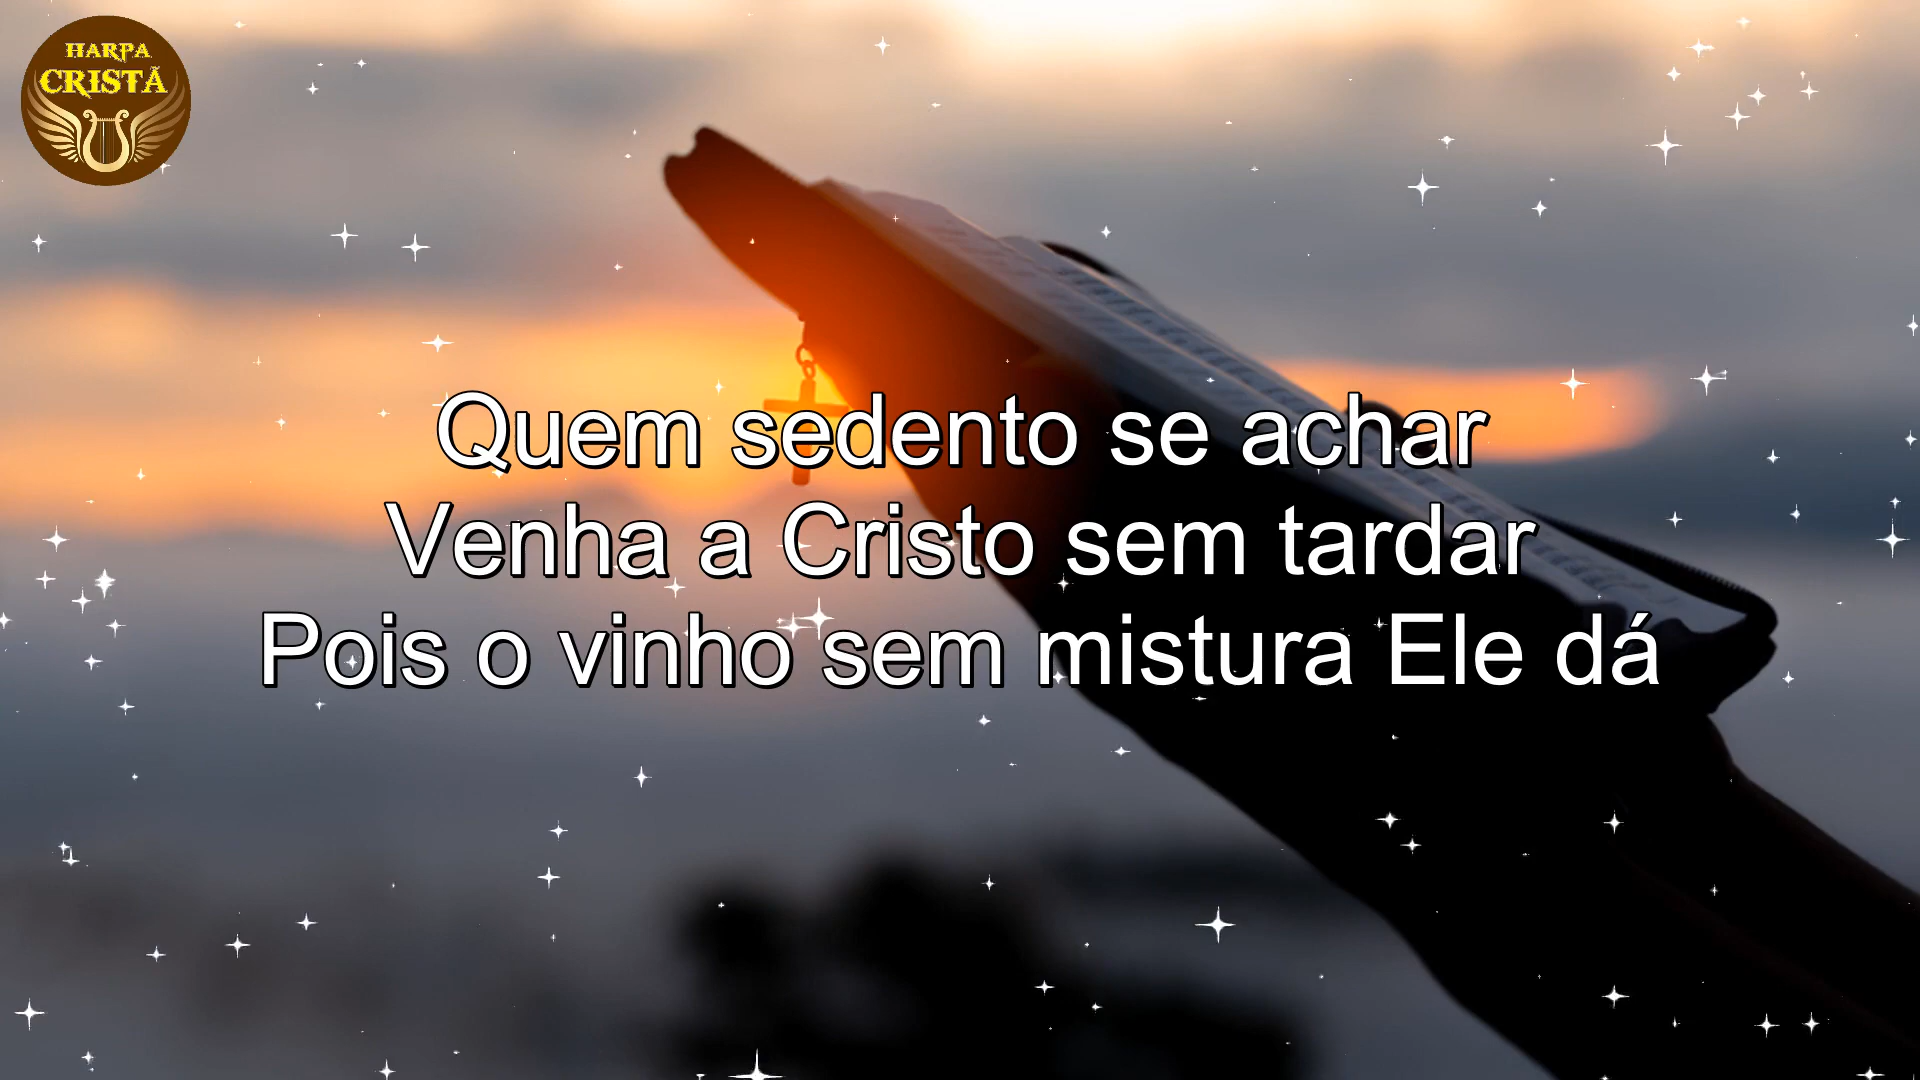 HARPA
CRISTÃ
Quem sedento se achar
Venha a Cristo sem tardar
Pois o vinho sem mistura Ele dá